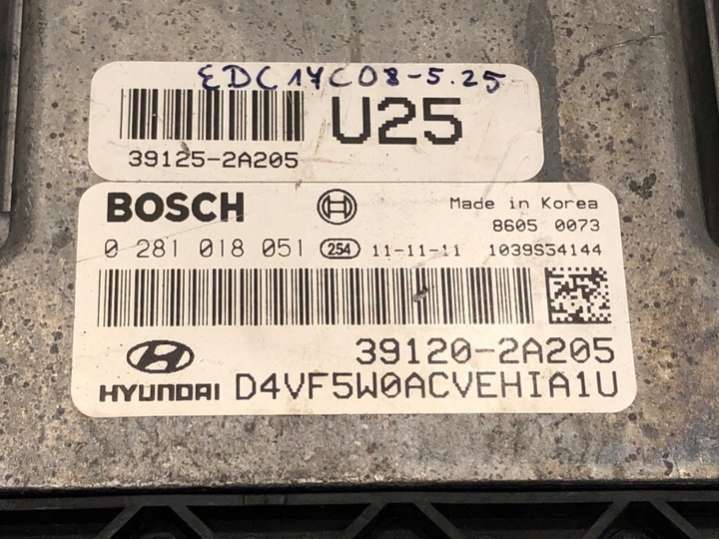 EDC17C08-5.25
U25
39125-2A205
BOSCH
Made in Korea
8605 0073
0 281 018 051 254 11-11-11 1039S34144
39120-2A205
HYUNDAI D4VF5W0ACVEHIA1U